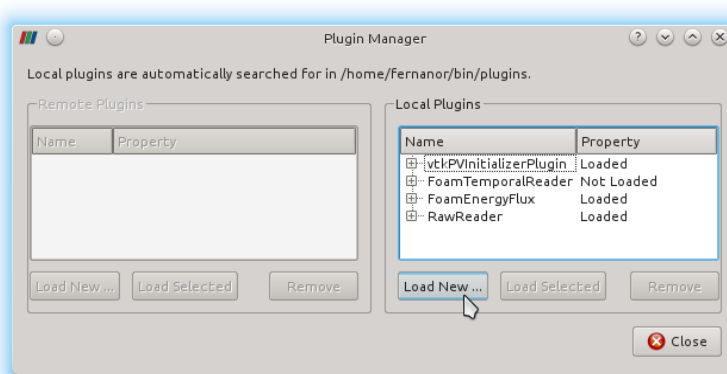 Plugin Manager
Local plugins are automatically searched for in /home/fernanor/bin/plugins.
Remote Plugins
Name Property
Load New ... Load Selected Remove
Local Plugins
Name Property
vtkPVInitializerPlugin Loaded
FoamTemporalReader Not Loaded
FoamEnergyFlux Loaded
RawReader Loaded
Load New ... Load Selected Remove
Close